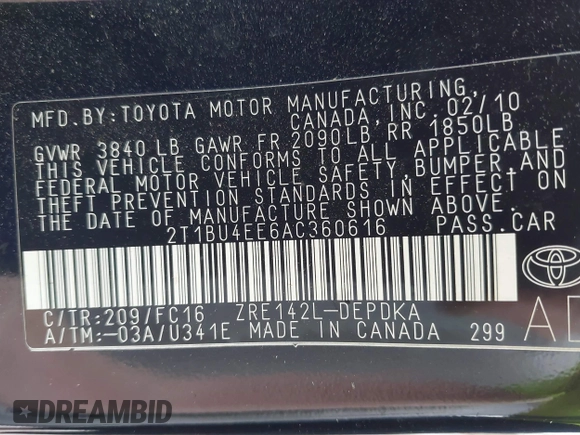 MFD.BY:TOYOTA MOTOR MANUFACTURING,
CANADA, INC. 02/10
GVWR 3840 LB GAWR FR 2090LB RR 1850LB
THIS VEHICLE CONFORMS TO ALL APPLICABLE
FEDERAL MOTOR VEHICLE SAFETY, BUMPER AND
THEFT PREVENTION STANDARDS IN EFFECT ON
THE DATE OF MANUFACTURE SHOWN ABOVE.
2T1BU4EE6AC360616 PASS.CAR
C/TR:209/FC16 ZRE142L-DEPDKA
A/TM:-03A/U341E MADE IN CANADA 299
AD
DREAMBID